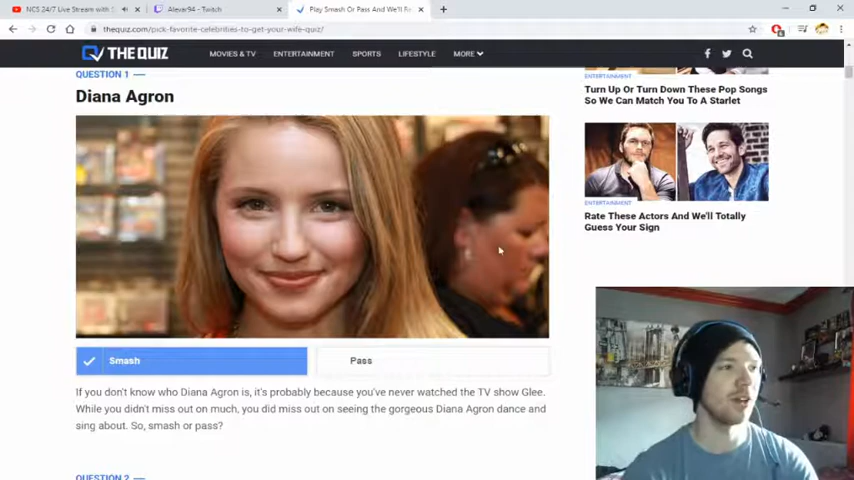 NCS 24/7 Live Stream with S
Alevar94 - Twitch
Play Smash Or Pass And We'll Re
thequiz.com/pick-favorite-celebrities-to-get-your-wife-quiz/
THE QUIZ
MOVIES & TV
ENTERTAINMENT
SPORTS
LIFESTYLE
MORE
QUESTION 1
Diana Agron
Smash
Pass
If you don't know who Diana Agron is, it's probably because you've never watched the TV show Glee.
While you didn't miss out on much, you did miss out on seeing the gorgeous Diana Agron dance and
sing about. So, smash or pass?
QUESTION 2
ENTERTAINMENT
Turn Up Or Turn Down These Pop Songs
So We Can Match You To A Starlet
ENTERTAINMENT
Rate These Actors And We'll Totally
Guess Your Sign